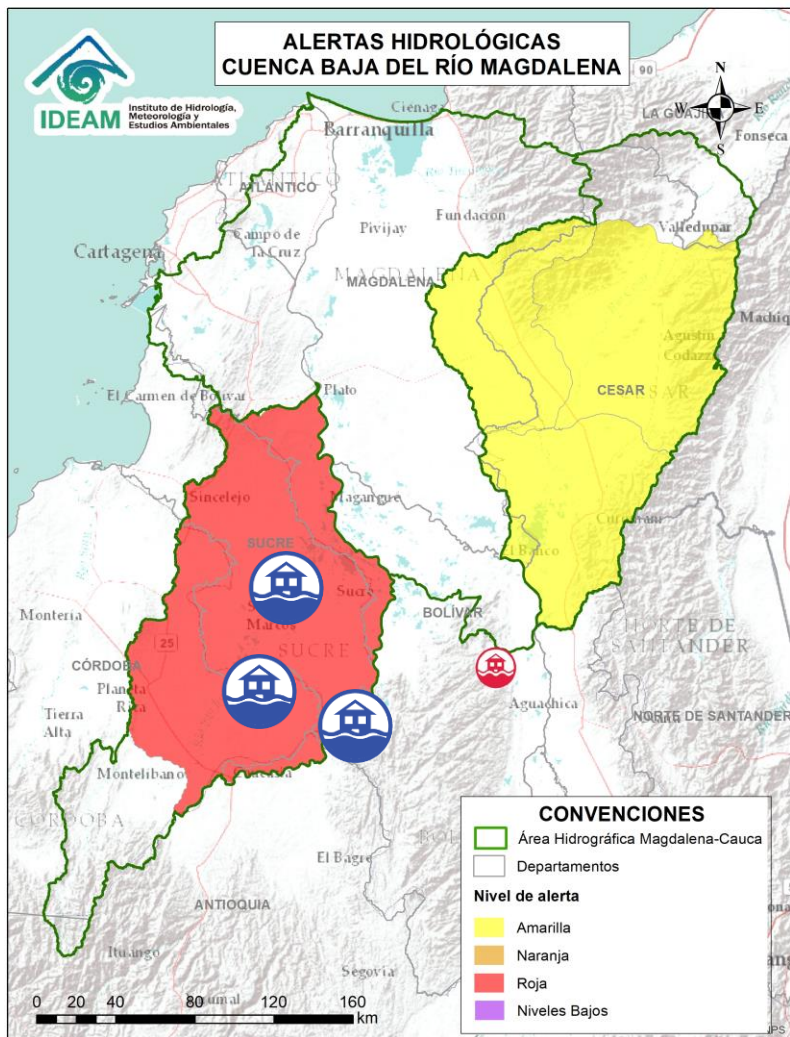 ALERTAS HIDROLÓGICAS
CUENCA BAJA DEL RÍO MAGDALENA
IDEAM
Instituto de Hidrología,
Meteorología y
Estudios Ambientales
N
W
E
S
90
LA GUAJIRA
Fonseca
Ciénaga
Barranquilla
ATLÁNTICO
Fundación
Pivijay
Valledupar
Campo de
La Cruz
Cartagena
MAGDALENA
Agustín
Codazzi
CESAR
Plato
El Carmen de Bolívar
Sincelejo
Magangué
SUCRE
El Banco
Sucre
BOLÍVAR
Marcos
SUCRE
Montería
NORTE DE
SANTANDER
25
CÓRDOBA
Planeta
Rica
Aguachica
Tierra
Alta
NORTE DE SANTANDER
Montelíbano
CÓRDOBA
El Bagre
ANTIOQUIA
Ituango
Segovia
0 20 40 80 120 160
km
CONVENCIONES
Área Hidrográfica Magdalena-Cauca
Departamentos
Nivel de alerta
Amarilla
Naranja
Roja
Niveles Bajos